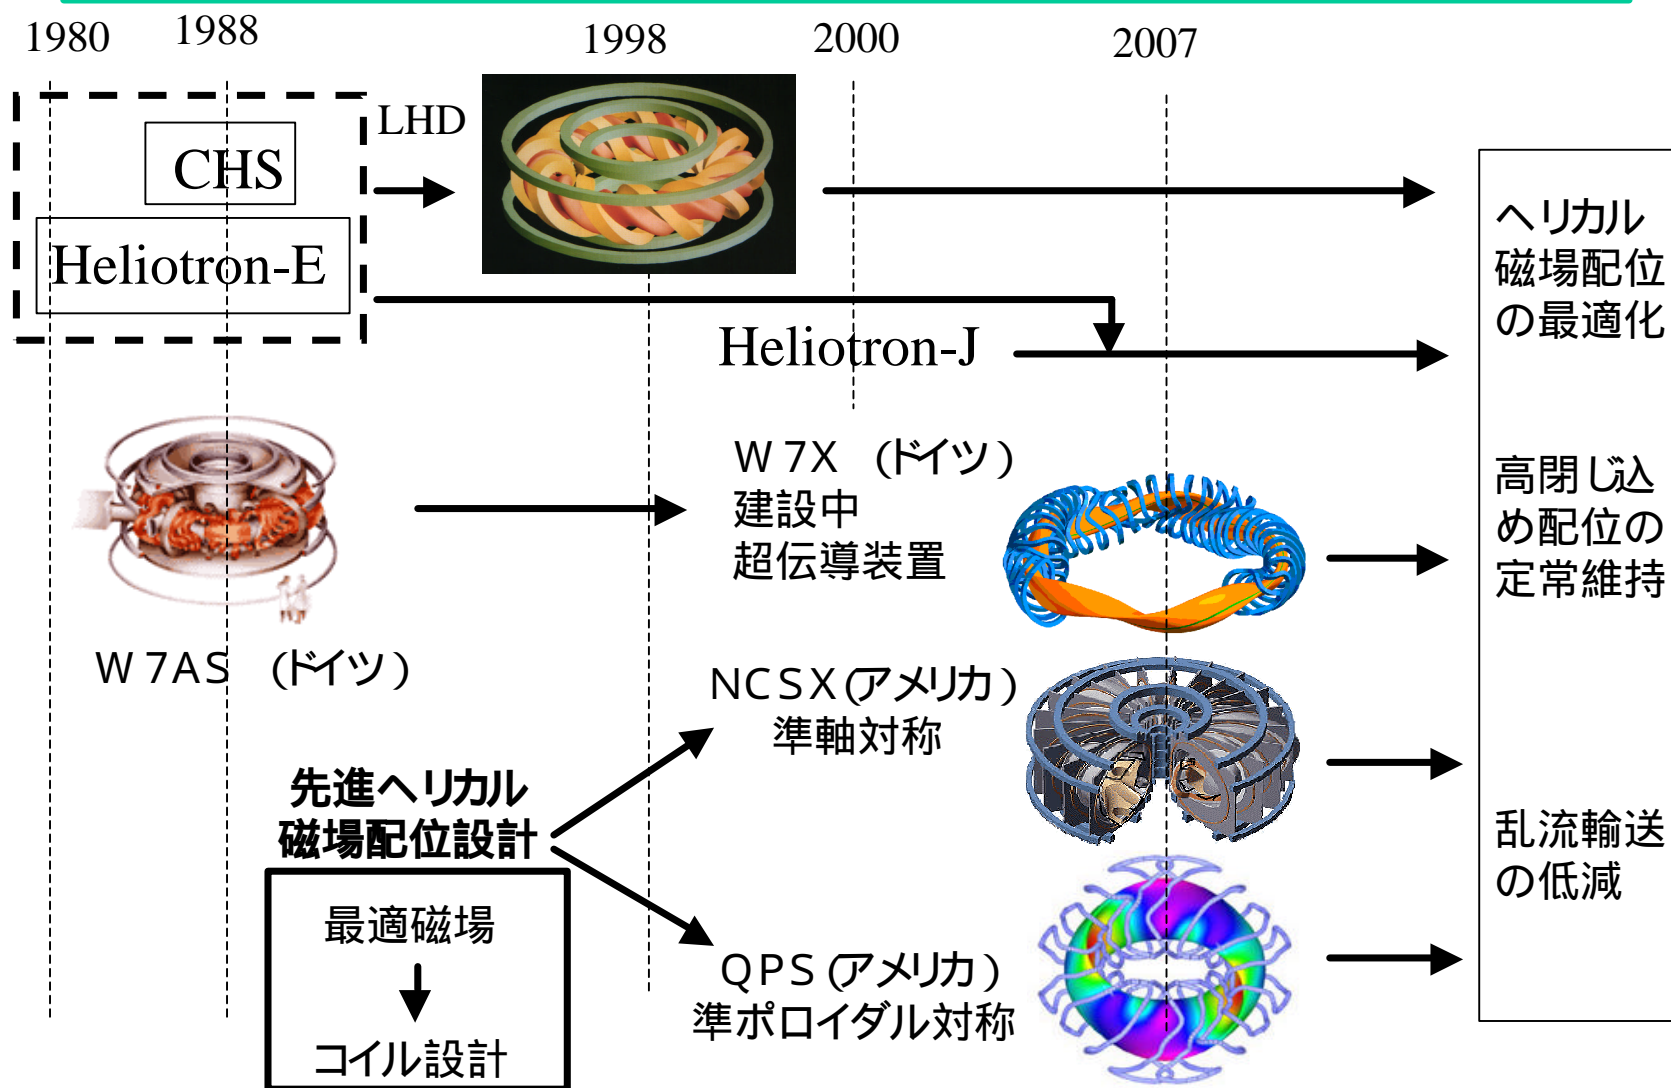 1980
1988
1998
2000
2007
CHS
Heliotron-E
LHD
Heliotron-J
W7AS (ドイツ)
W7X (ドイツ)
建設中
超伝導装置
NCSX(アメリカ)
準軸対称
先進ヘリカル
磁場配位設計
最適磁場
コイル設計
QPS(アメリカ)
準ポロイダル対称
ヘリカル
磁場配位
の最適化
高閉じ込
め配位の
定常維持
乱流輸送
の低減